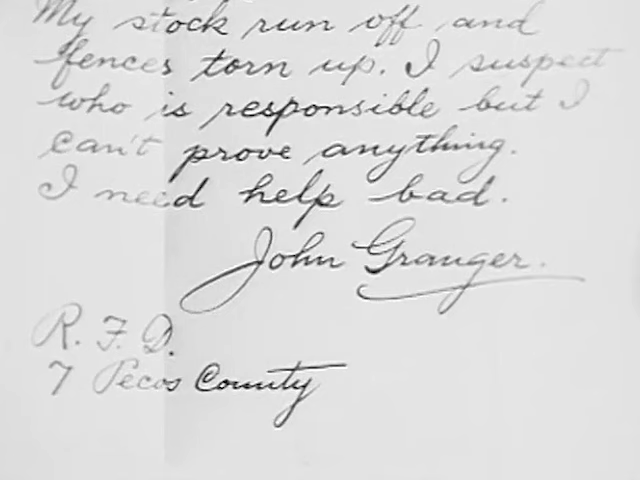 My stock run off and
fences torn up. I suspect
who is responsible but I
can't prove anything.
I need help bad.
John Granger.
R. F. D.
7 Pecos County